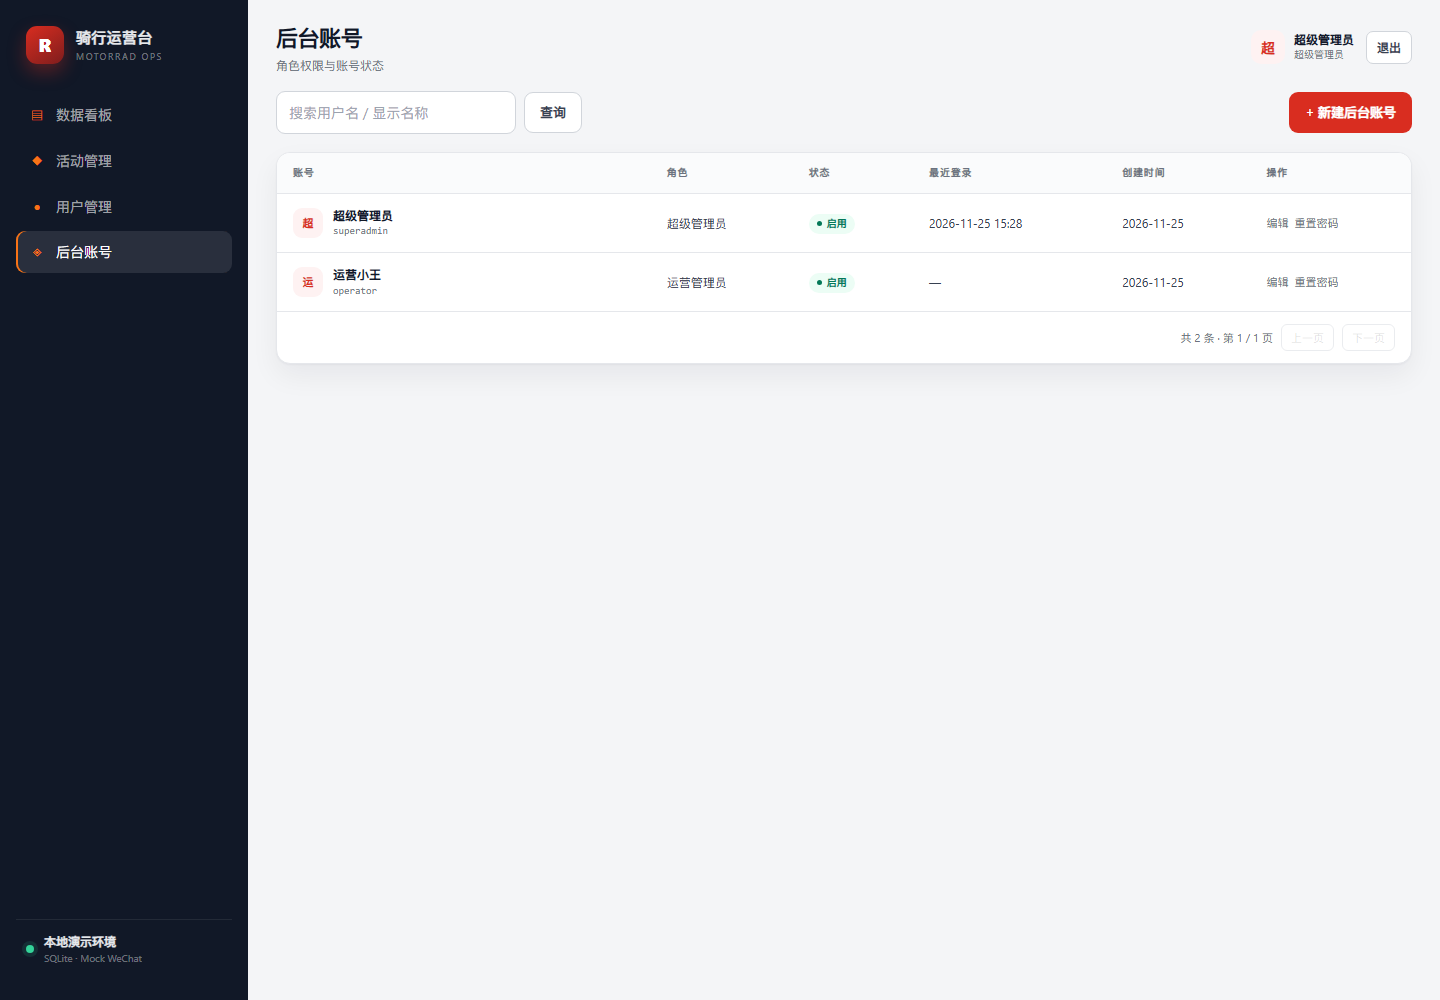 R
骑行运营台
MOTORRAD OPS
数据看板
活动管理
用户管理
后台账号
本地演示环境
SQLite · Mock WeChat
后台账号
角色权限与账号状态
超
超级管理员
超级管理员
退出
搜索用户名 / 显示名称
查询
+ 新建后台账号
账号 角色 状态 最近登录 创建时间 操作
超 超级管理员 superadmin 超级管理员 启用 2026-11-25 15:28 2026-11-25 编辑 重置密码
运 运营小王 operator 运营管理员 启用 — 2026-11-25 编辑 重置密码
共 2 条 · 第 1 / 1 页 上一页 下一页